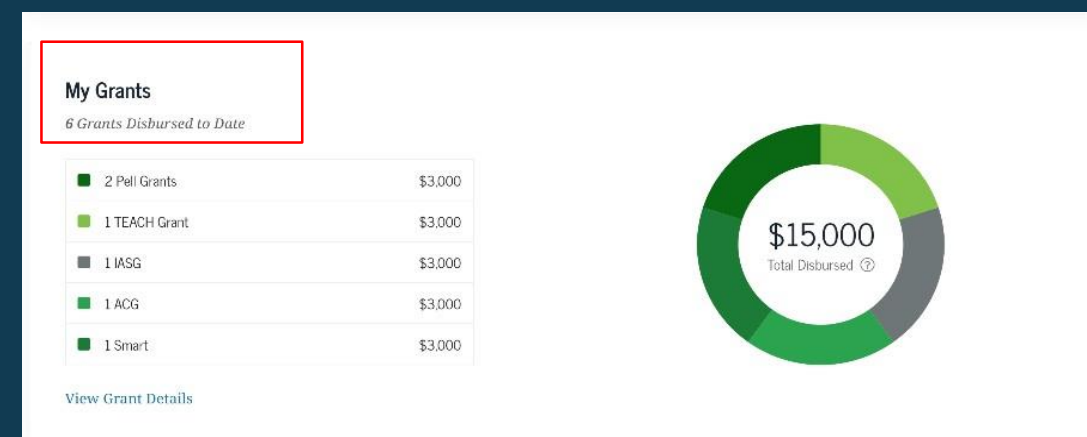 My Grants
6 Grants Disbursed to Date
2 Pell Grants $3,000
1 TEACH Grant $3,000
1 IASG $3,000
1 ACG $3,000
1 Smart $3,000
View Grant Details
$15,000
Total Disbursed ?